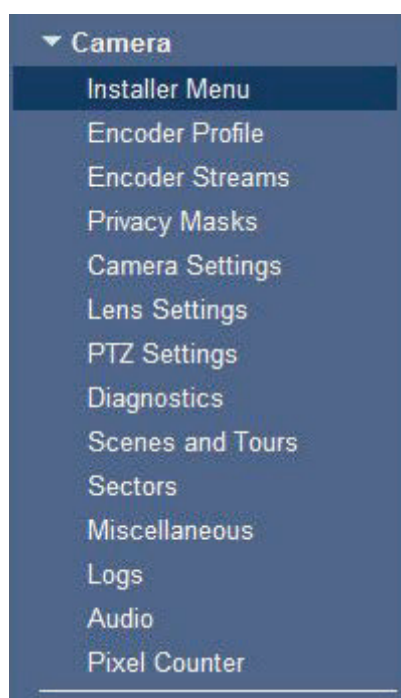 Camera
Installer Menu
Encoder Profile
Encoder Streams
Privacy Masks
Camera Settings
Lens Settings
PTZ Settings
Diagnostics
Scenes and Tours
Sectors
Miscellaneous
Logs
Audio
Pixel Counter